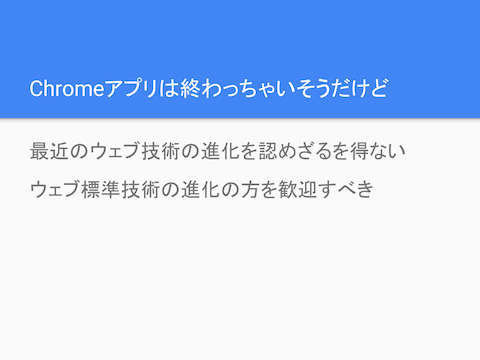 Chromeアプリは終わっちゃいそうだけど
最近のウェブ技術の進化を認めざるを得ない
ウェブ標準技術の進化の方を歓迎すべき